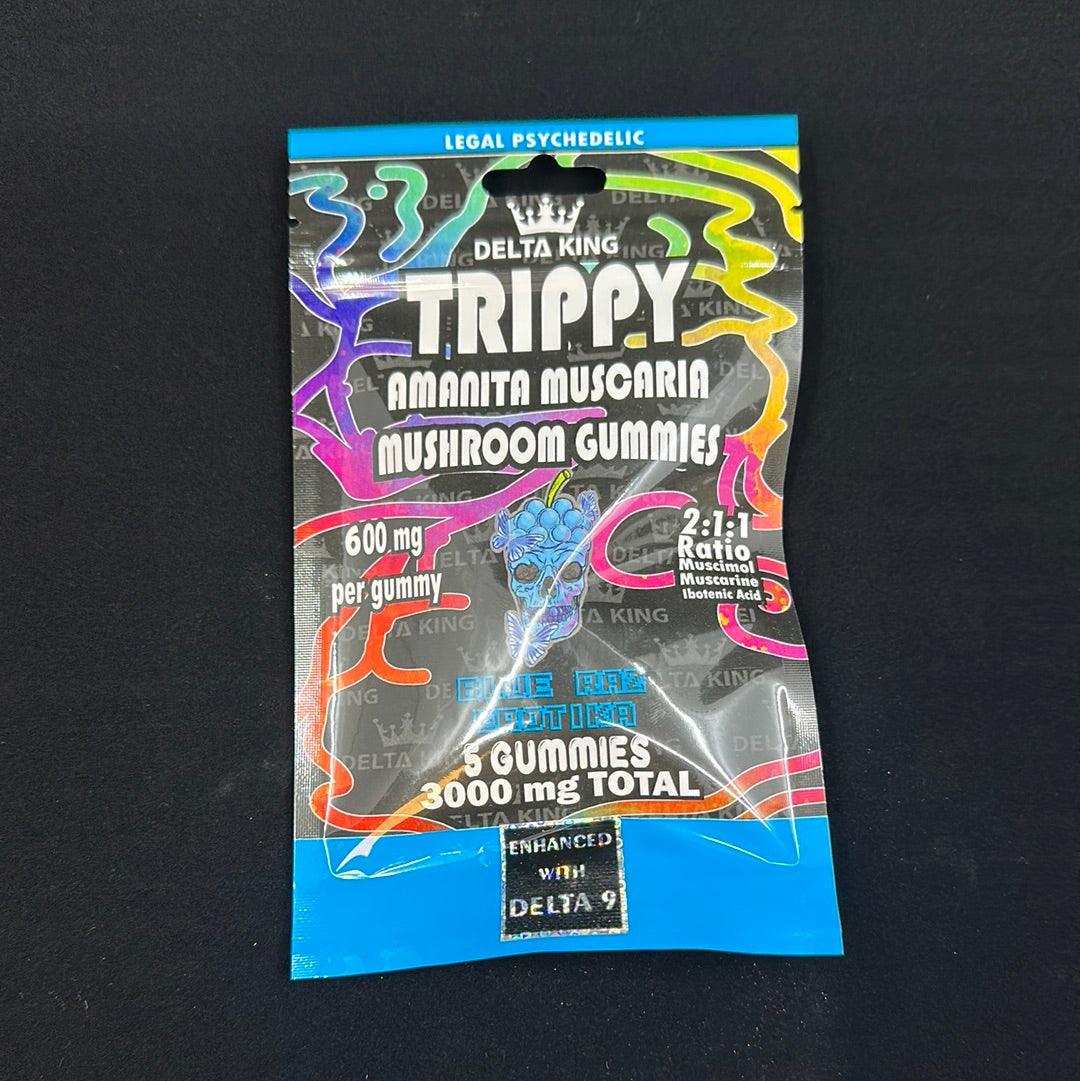 LEGAL PSYCHEDELIC
DELTA KING
TRIPPY
AMANITA MUSCARIA
MUSHROOM GUMMIES
600 mg
per gummy
2:1:1
Ratio
Muscimol
Muscarine
Ibotenic Acid
BLUE RAZ
5 GUMMIES
3000 mg TOTAL
ENHANCED
WITH
DELTA 9